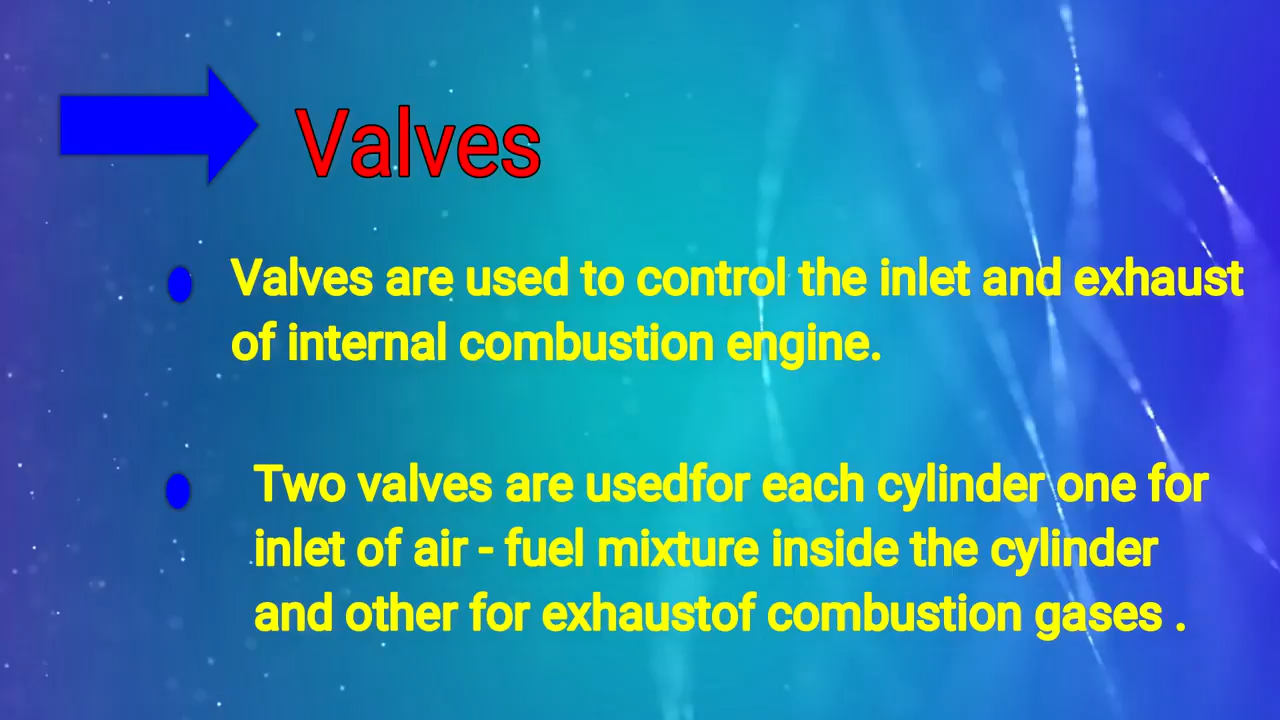 Valves
Valves are used to control the inlet and exhaust
of internal combustion engine.
Two valves are usedfor each cylinder one for
inlet of air - fuel mixture inside the cylinder
and other for exhaustof combustion gases .